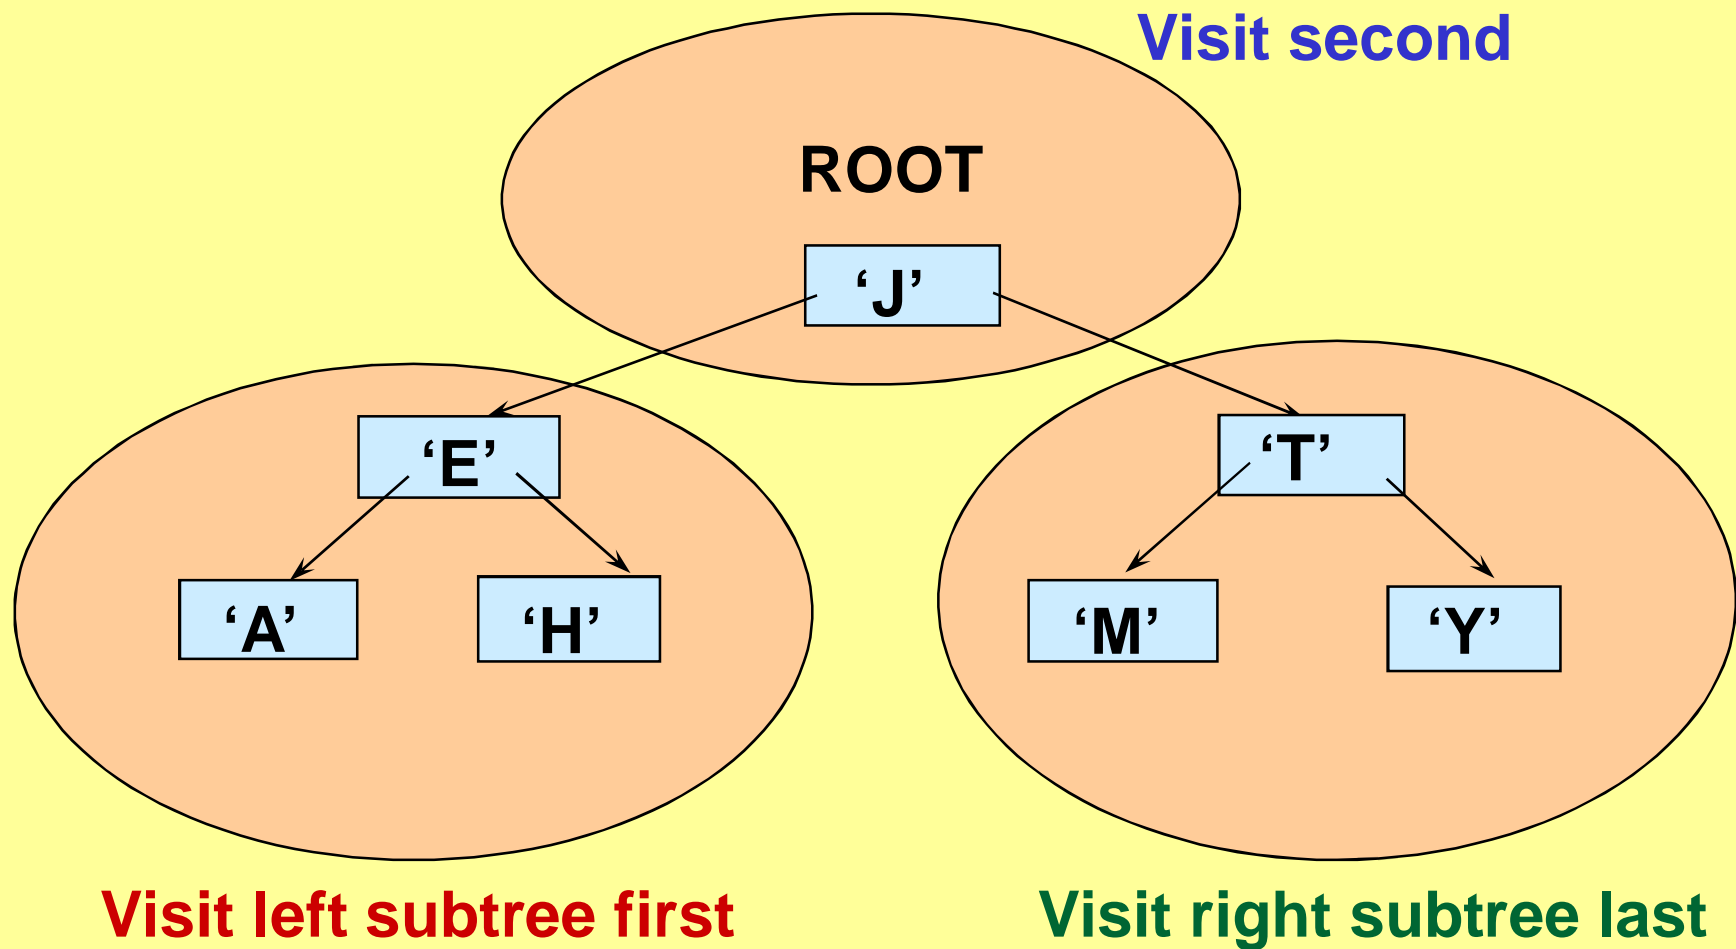 Visit second
ROOT
‘J’
‘E’
‘T’
‘A’
‘H’
‘M’
‘Y’
Visit left subtree first
Visit right subtree last